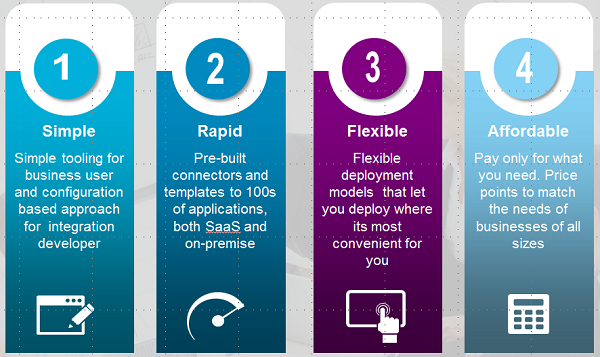 1
Simple
Simple tooling for
business user
and configuration
based approach
for integration
developer
2
Rapid
Pre-built
connectors and
templates to 100s
of applications,
both SaaS and
on-premise
3
Flexible
Flexible
deployment
models that let
you deploy where
its most
convenient for
you
4
Affordable
Pay only for what
you need. Price
points to match
the needs of
businesses of all
sizes